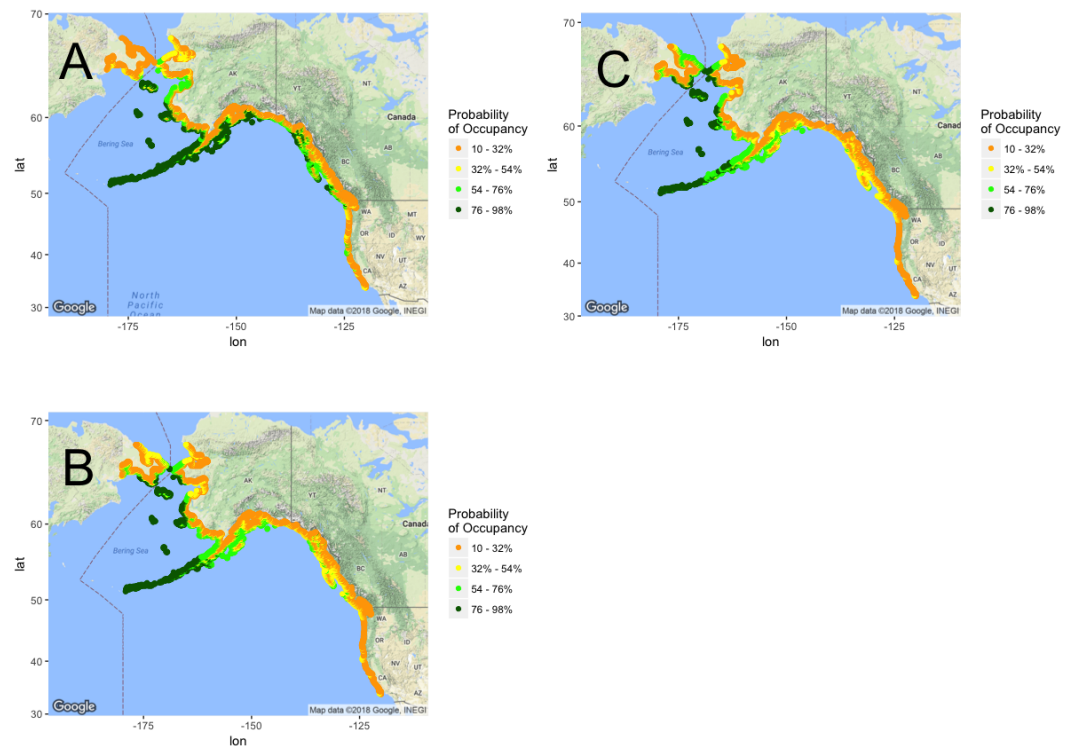 70
60
50
40
30
lat
A
AK
YT
NT
Canada
AB
BC
Bering Sea
WA
MT
OR
ID
WY
NV
UT
CA
AZ
North
Pacific
Ocean
Google
Map data ©2018 Google, INEGI
-175
-150
-125
lon
Probability
of Occupancy
10 - 32%
32% - 54%
54 - 76%
76 - 98%
70
60
50
40
30
lat
C
AK
YT
NT
Canad
AB
BC
Bering Sea
WA
OR
ID
NV
UT
CA
AZ
Google
Map data ©2018 Google, INEGI
-175
-150
-125
lon
Probability
of Occupancy
10 - 32%
32% - 54%
54 - 76%
76 - 98%
70
60
50
40
30
lat
B
AK
YT
NT
Canada
AB
BC
Bering Sea
WA
OR
ID
NV
UT
CA
AZ
Google
Map data ©2018 Google, INEGI
-175
-150
-125
lon
Probability
of Occupancy
10 - 32%
32% - 54%
54 - 76%
76 - 98%